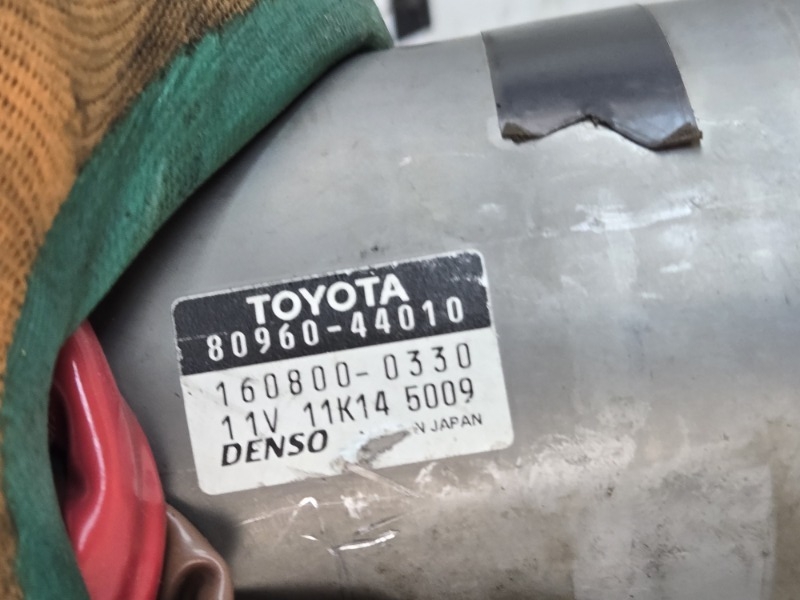 TOYOTA
80960-44010
160800-0330
11V 11K14 5009
DENSO N JAPAN